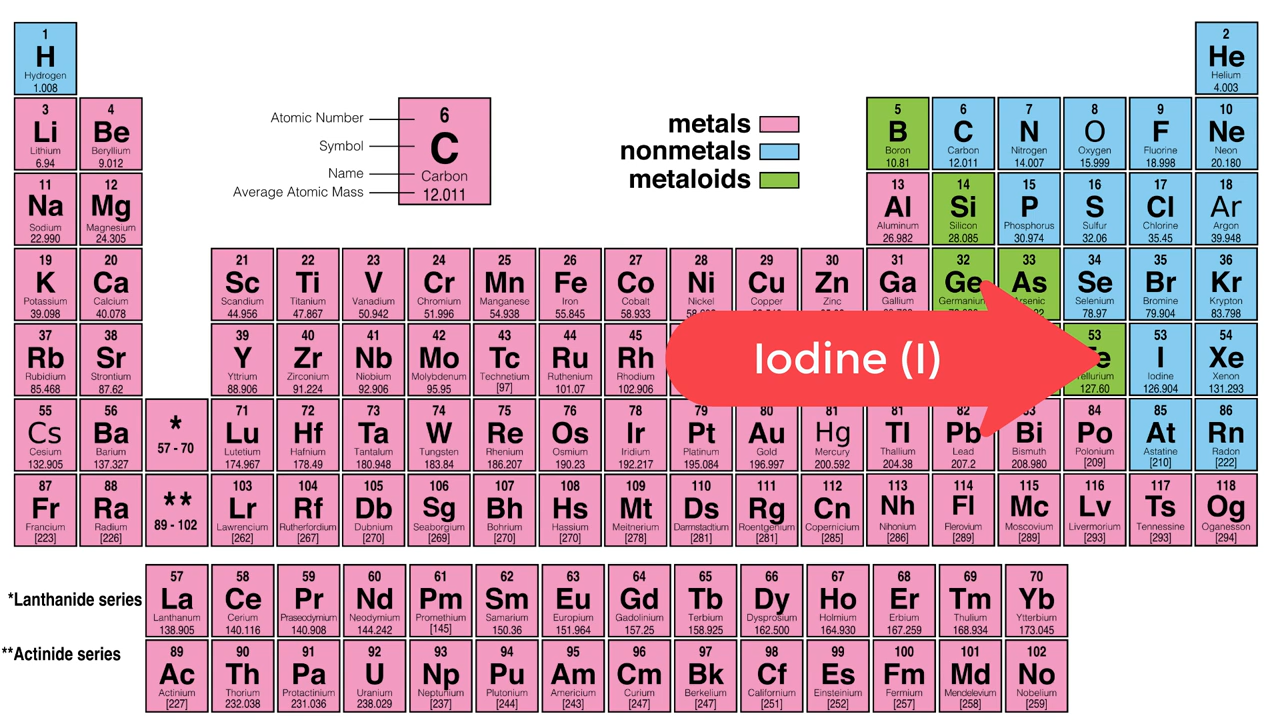 1 2
H He
Hydrogen Helium
1.008 4.003
3 4 Atomic Number 6 metals 5 6 7 8 9 10
Li Be Symbol C nonmetals B C N O F Ne
Lithium Beryllium Name Carbon metaloids Boron Carbon Nitrogen Oxygen Fluorine Neon
6.94 9.012 Average Atomic Mass 12.011 10.81 12.011 14.007 15.999 18.998 20.180
11 12 13 14 15 16 17 18
Na Mg Al Si P S Cl Ar
Sodium Magnesium Aluminum Silicon Phosphorus Sulfur Chlorine Argon
22.990 24.305 26.982 28.085 30.974 32.06 35.45 39.948
19 20 21 22 23 24 25 26 27 28 29 30 31 32 33 34 35 36
K Ca Sc Ti V Cr Mn Fe Co Ni Cu Zn Ga Ge As Se Br Kr
Potassium Calcium Scandium Titanium Vanadium Chromium Manganese Iron Cobalt Nickel Copper Zinc Gallium Selenium Bromine Krypton
39.098 40.078 44.956 47.867 50.942 51.996 54.938 55.845 58.933 78.97 79.904 83.798
37 38 39 40 41 42 43 44 45 53 53 54
Rb Sr Y Zr Nb Mo Tc Ru Rh Iodine (I) I Xe
Rubidium Strontium Yttrium Zirconium Niobium Molybdenum Technetium Ruthenium Rhodium Iodine Xenon
85.468 87.62 88.906 91.224 92.906 95.95 [97] 101.07 102.906 127.60 126.904 131.293
55 56 * 71 72 73 74 75 76 78 79 80 81 81 82 84 85 86
Cs Ba 57 - 70 Lu Hf Ta W Re Os Ir Pt Au Hg Tl Pb Bi Po At Rn
Cesium Barium Lutetium Hafnium Tantalum Tungsten Rhenium Osmium Iridium Platinum Gold Mercury Thallium Lead Bismuth Polonium Astatine Radon
132.905 137.327 174.967 178.49 180.948 183.84 186.207 190.23 192.217 195.084 196.997 200.592 204.38 207.2 208.980 [209] [210] [222]
87 88 ** 103 104 105 106 107 108 109 110 111 112 113 114 115 116 117 118
Fr Ra 89 - 102 Lr Rf Db Sg Bh Hs Mt Ds Rg Cn Nh Fl Mc Lv Ts Og
Francium Radium Lawrencium Rutherfordium Dubnium Seaborgium Bohrium Hassium Meitnerium Darmstadtium Roentgenium Copernicium Nihonium Flerovium Moscovium Livermorium Tennessine Oganesson
[223] [226] [262] [267] [270] [269] [270] [270] [278] [281] [281] [285] [286] [289] [289] [293] [293] [294]
57 58 59 60 61 62 63 64 65 66 67 68 69 70
*Lanthanide series La Ce Pr Nd Pm Sm Eu Gd Tb Dy Ho Er Tm Yb
Lanthanum Cerium Praseodymium Neodymium Promethium Samarium Europium Gadolinium Terbium Dysprosium Holmium Erbium Thulium Ytterbium
138.905 140.116 140.908 144.242 [145] 150.36 151.964 157.25 158.925 162.500 164.930 167.259 168.934 173.045
89 90 91 92 93 94 95 96 97 98 99 100 101 102
**Actinide series Ac Th Pa U Np Pu Am Cm Bk Cf Es Fm Md No
Actinium Thorium Protactinium Uranium Neptunium Plutonium Americium Curium Berkelium Californium Einsteinium Fermium Mendelevium Nobelium
[227] 232.038 231.036 238.029 [237] [244] [243] [247] [247] [251] [252] [257] [258] [259]